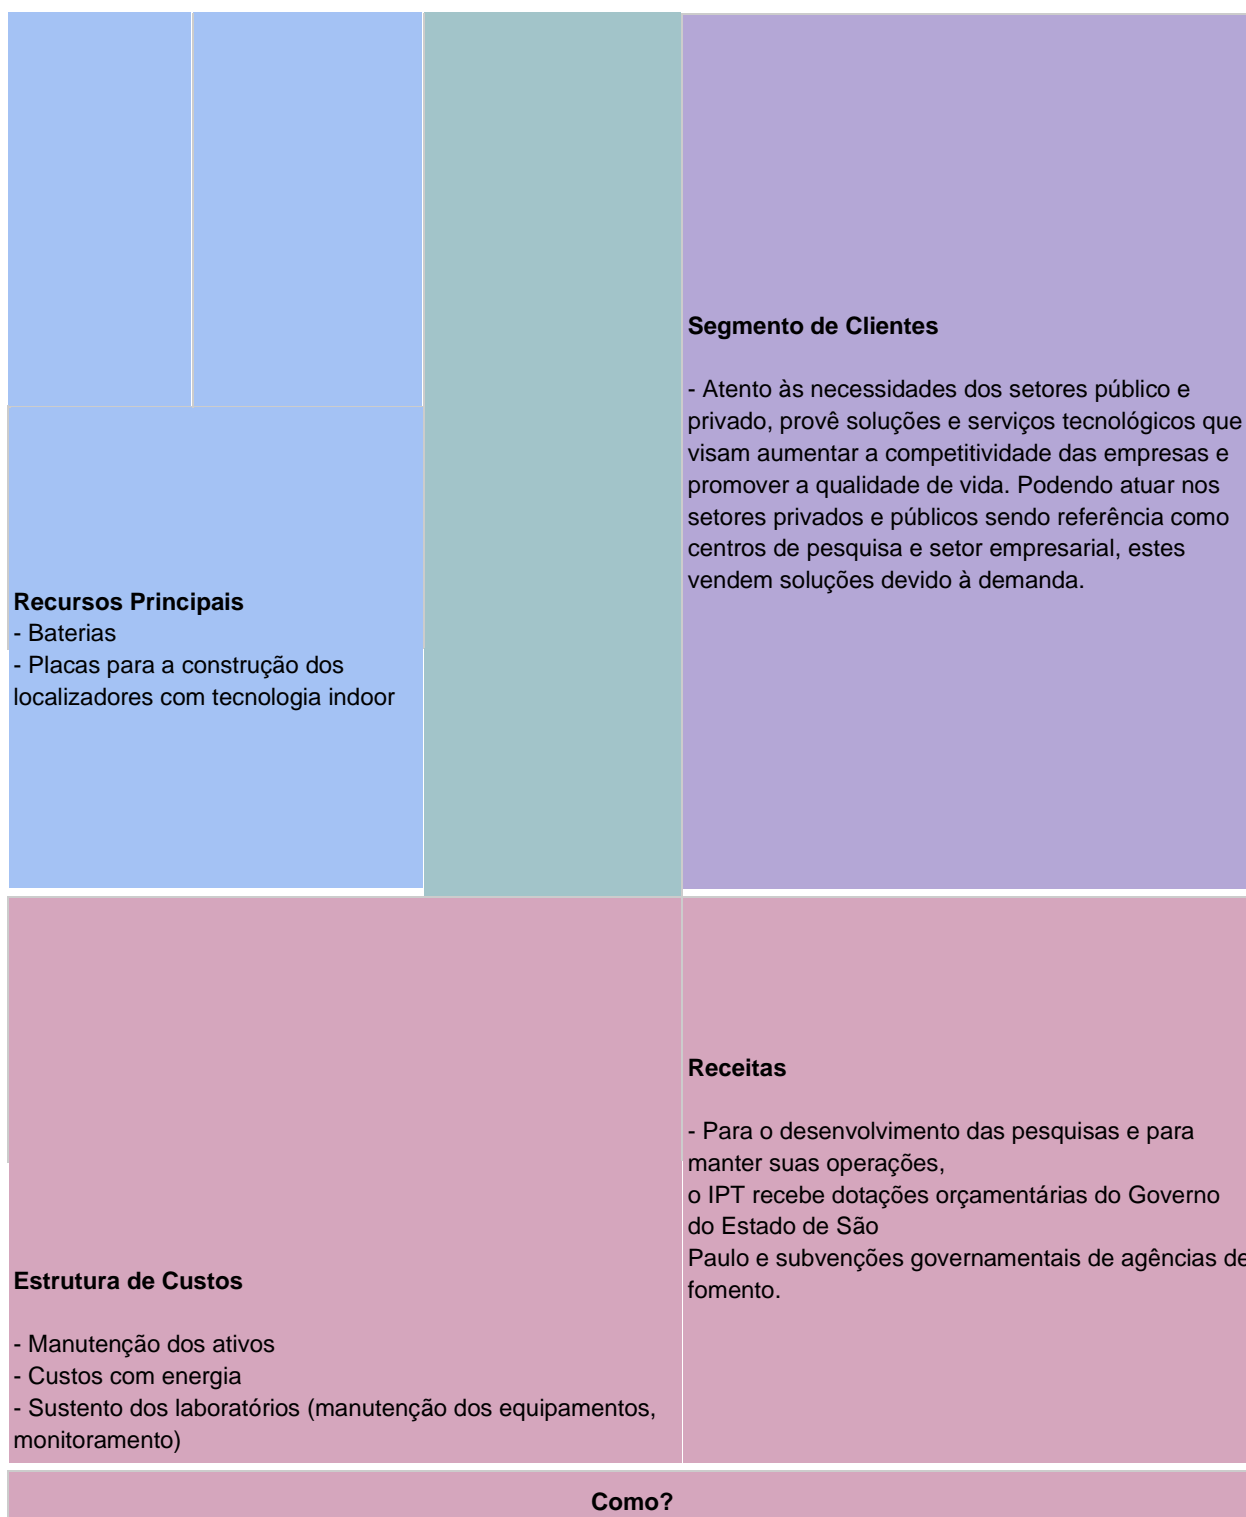 Segmento de Clientes
- Atento às necessidades dos setores público e
privado, provê soluções e serviços tecnológicos que
visam aumentar a competitividade das empresas e
promover a qualidade de vida. Podendo atuar nos
setores privados e públicos sendo referência como
centros de pesquisa e setor empresarial, estes
vendem soluções devido à demanda.
Recursos Principais
- Baterias
- Placas para a construção dos
localizadores com tecnologia indoor
Receitas
- Para o desenvolvimento das pesquisas e para
manter suas operações,
o IPT recebe dotações orçamentárias do Governo
do Estado de São
Paulo e subvenções governamentais de agências de
fomento.
Estrutura de Custos
- Manutenção dos ativos
- Custos com energia
- Sustento dos laboratórios (manutenção dos equipamentos,
monitoramento)
Como?